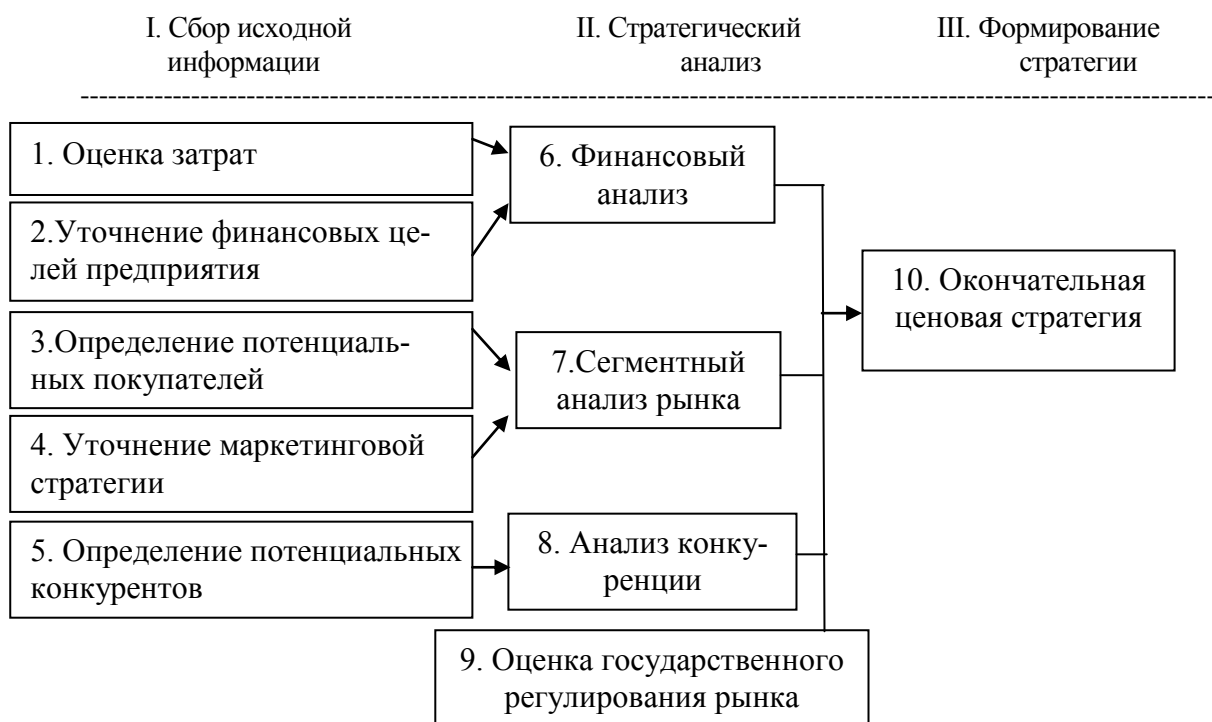 I. Сбор исходной
информации
II. Стратегический
анализ
III. Формирование
стратегии
1. Оценка затрат
2.Уточнение финансовых це-
лей предприятия
3.Определение потенциаль-
ных покупателей
4. Уточнение маркетинговой
стратегии
5. Определение потенциальных
конкурентов
6. Финансовый
анализ
7.Сегментный
анализ рынка
8. Анализ конку-
ренции
9. Оценка государственного
регулирования рынка
10. Окончательная
ценовая стратегия